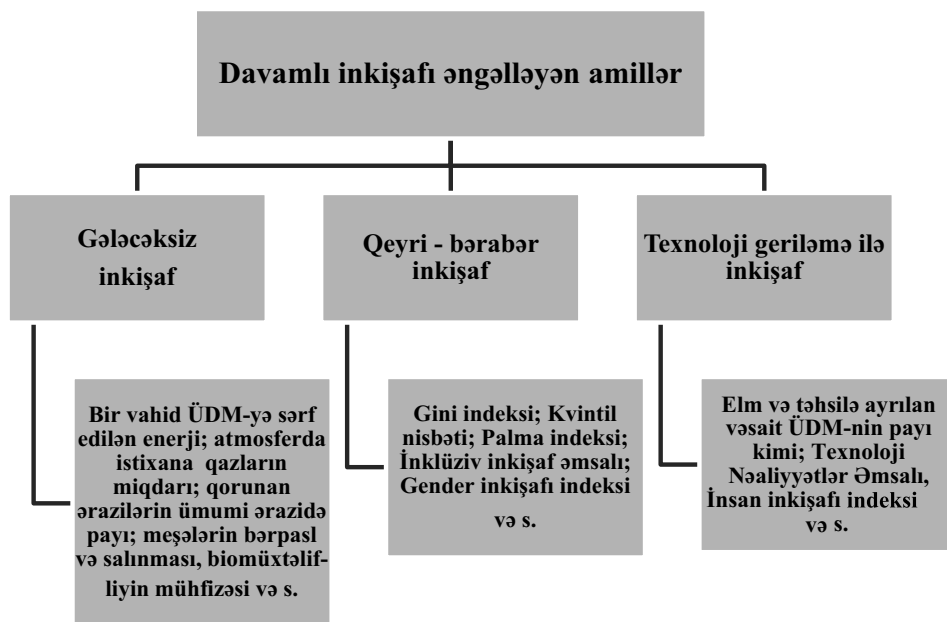 Davamlı inkişafı əngəlləyən amillər
Gələcəksiz
inkişaf
Qeyri - bərabər
inkişaf
Texnoloji geriləmə ilə
inkişaf
Bir vahid ÜDM-yə sərf
edilən enerji; atmosferda
istixana qazların
miqdarı; qorunan
ərazilərin ümumi ərazidə
payı; meşələrin bərpasl
və salınması, biomüxtəlif-
liyin mühfizəsi və s.
Gini indeksi; Kvintil
nisbəti; Palma indeksi;
İnklüziv inkişaf əmsalı;
Gender inkişafı indeksi
və s.
Elm və təhsilə ayrılan
vəsait ÜDM-nin payı
kimi; Texnoloji
Nəaliyyətlər Əmsalı,
İnsan inkişafı indeksi
və s.